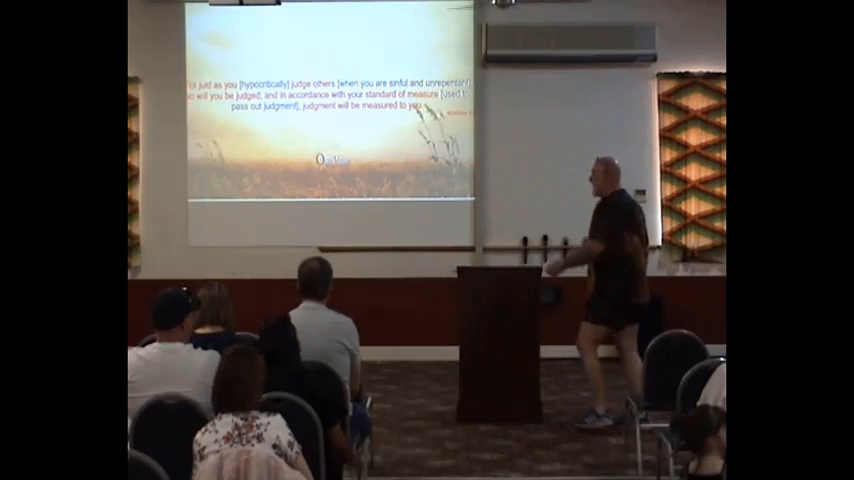 For just as you [hypocritically] judge others [when you are sinful and unrepentant]
so will you be judged; and in accordance with your standard of measure [used to
pass out judgment], judgment will be measured to you.